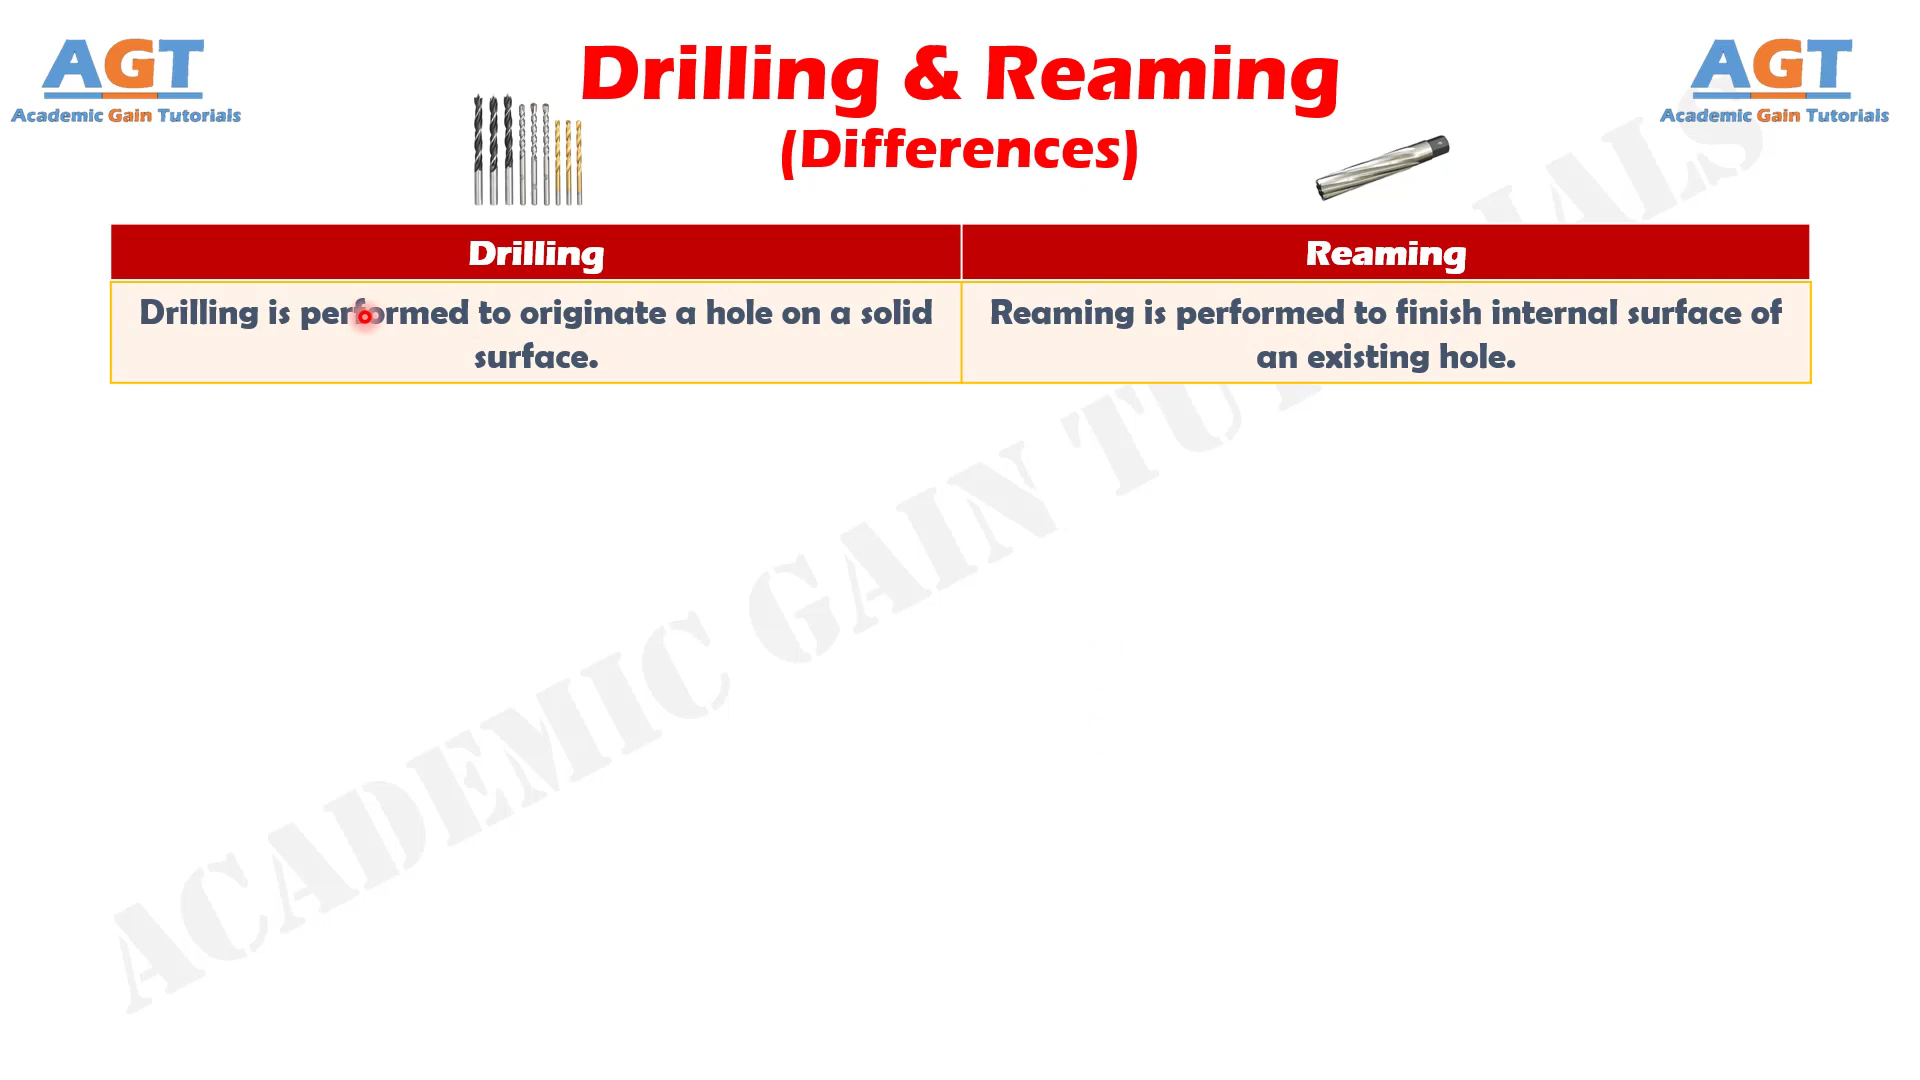 AGT
Academic Gain Tutorials
Drilling & Reaming
(Differences)
AGT
Academic Gain Tutorials
Drilling
Reaming
Drilling is performed to originate a hole on a solid
surface.
Reaming is performed to finish internal surface of
an existing hole.
ACADEMIC GAIN TUTORIALS